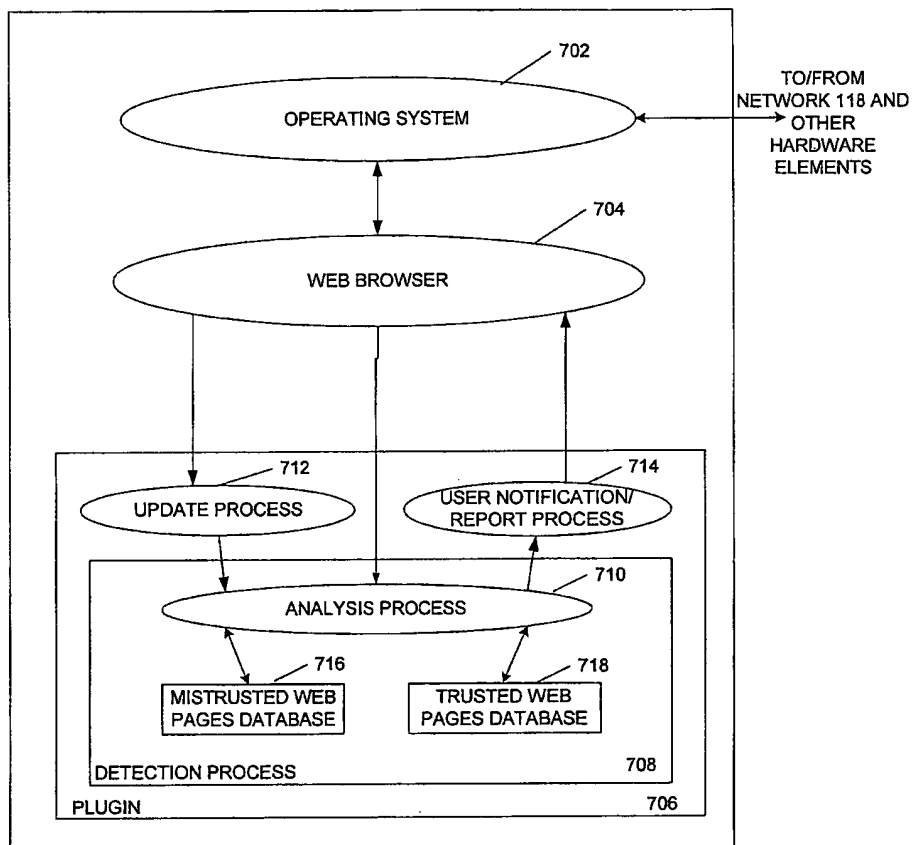 702
OPERATING SYSTEM
TO/FROM
NETWORK 118 AND
OTHER
HARDWARE
ELEMENTS
704
WEB BROWSER
712
UPDATE PROCESS
714
USER NOTIFICATION/
REPORT PROCESS
710
ANALYSIS PROCESS
716
MISTRUSTED WEB
PAGES DATABASE
718
TRUSTED WEB
PAGES DATABASE
DETECTION PROCESS
708
PLUGIN
706